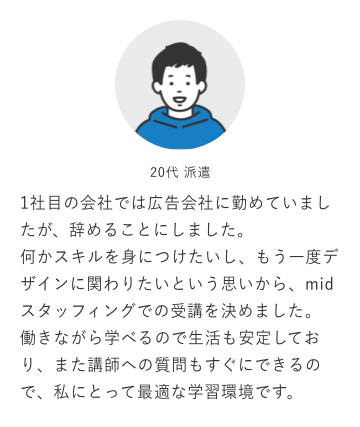 20代 派遣
1社目の会社では広告会社に勤めていまし
たが、辞めることにしました。
何かスキルを身につけたいし、もう一度デ
ザインに関わりたいという思いから、mid
スタッフィングでの受講を決めました。
働きながら学べるので生活も安定してお
り、また講師への質問もすぐにできるの
で、私にとって最適な学習環境です。